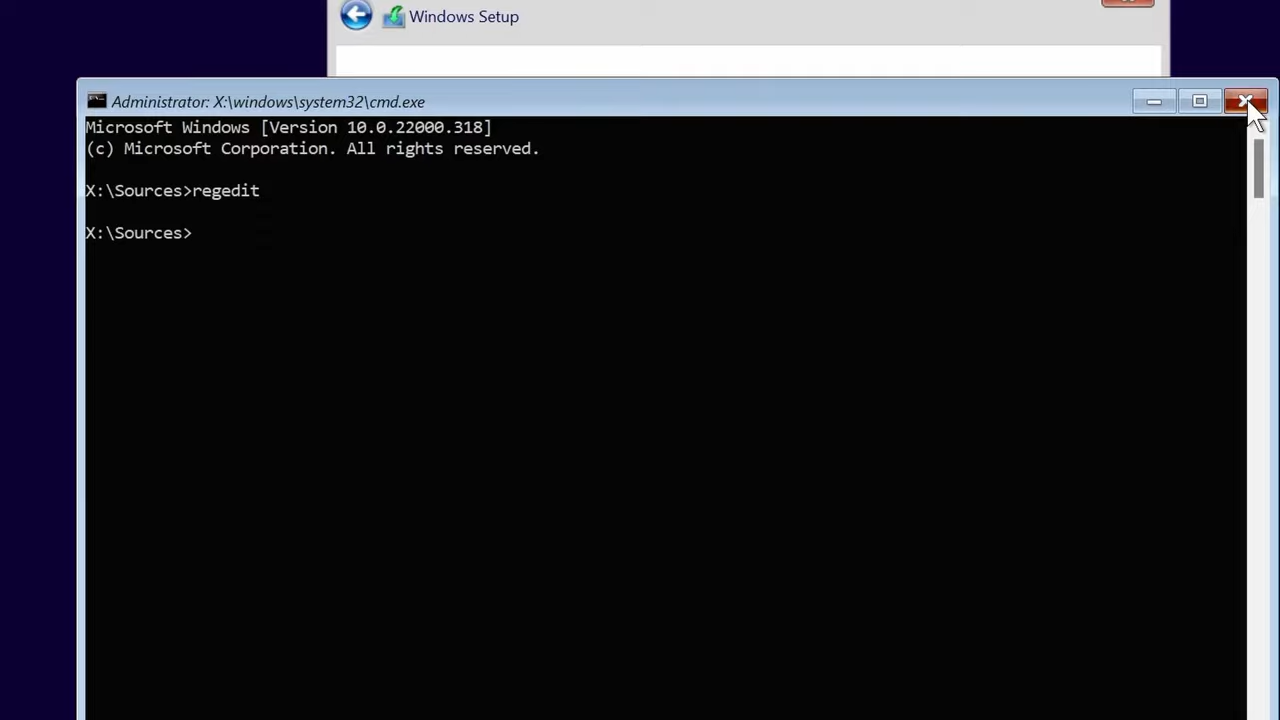 Windows Setup
Administrator: X:\windows\system32\cmd.exe
Microsoft Windows [Version 10.0.22000.318]
(c) Microsoft Corporation. All rights reserved.
X:\Sources>regedit
X:\Sources>